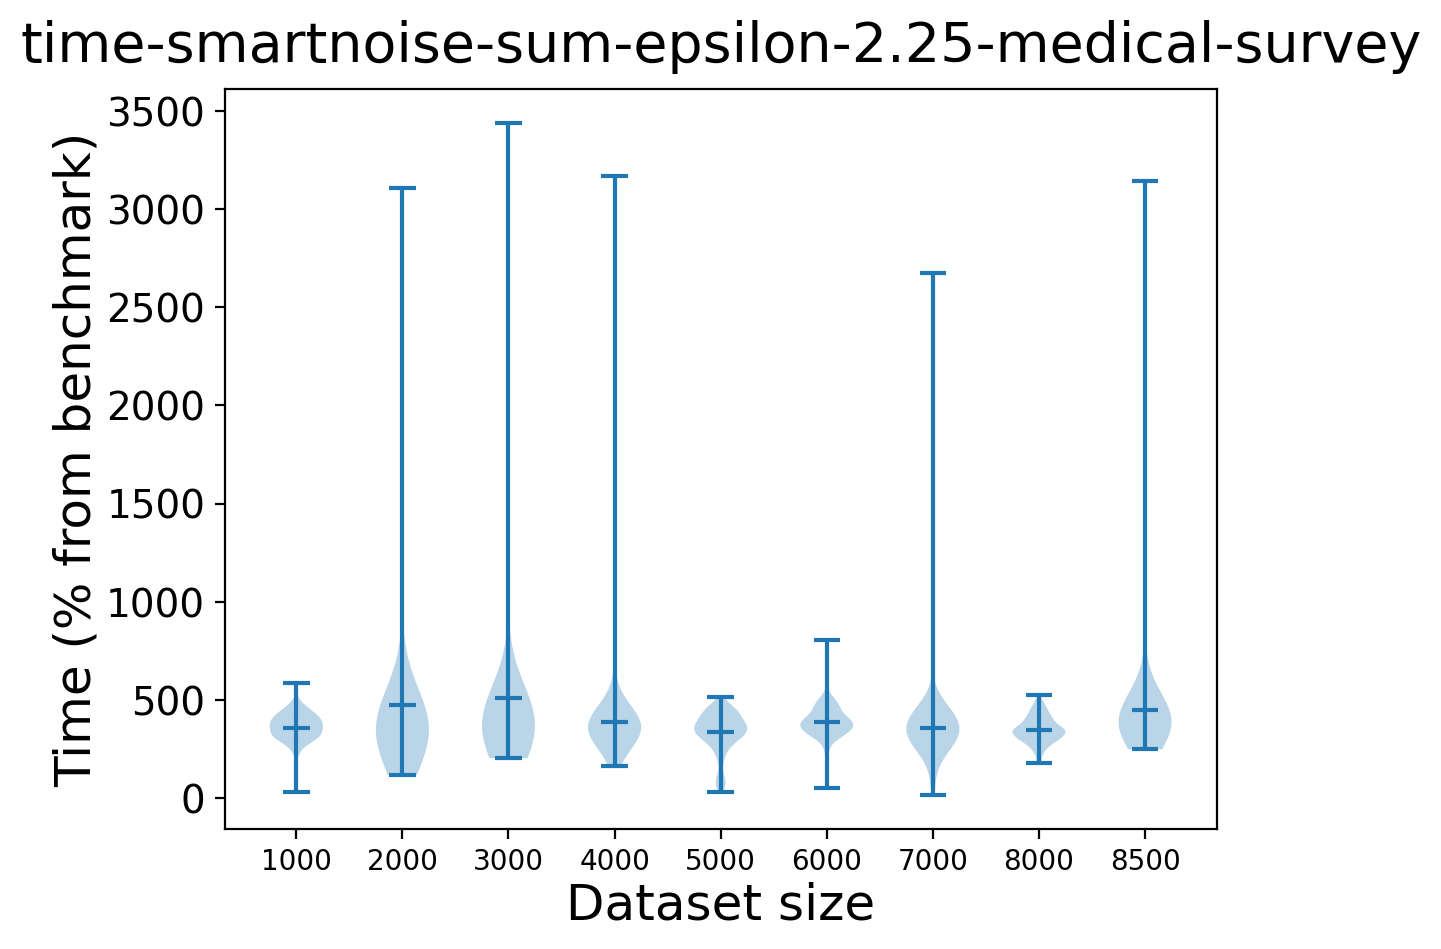 time-smartnoise-sum-epsilon-2.25-medical-survey
Time (% from benchmark)
3500
3000
2500
2000
1500
1000
500
0
1000 2000 3000 4000 5000 6000 7000 8000 8500
Dataset size